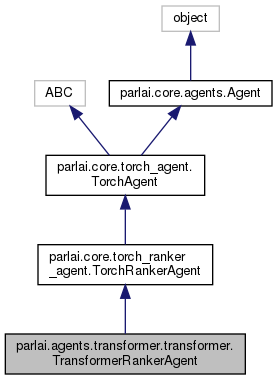 object
ABC
parlai.core.agents.Agent
parlai.core.torch_agent.
TorchAgent
parlai.core.torch_ranker
_agent.TorchRankerAgent
parlai.agents.transformer.transformer.
TransformerRankerAgent